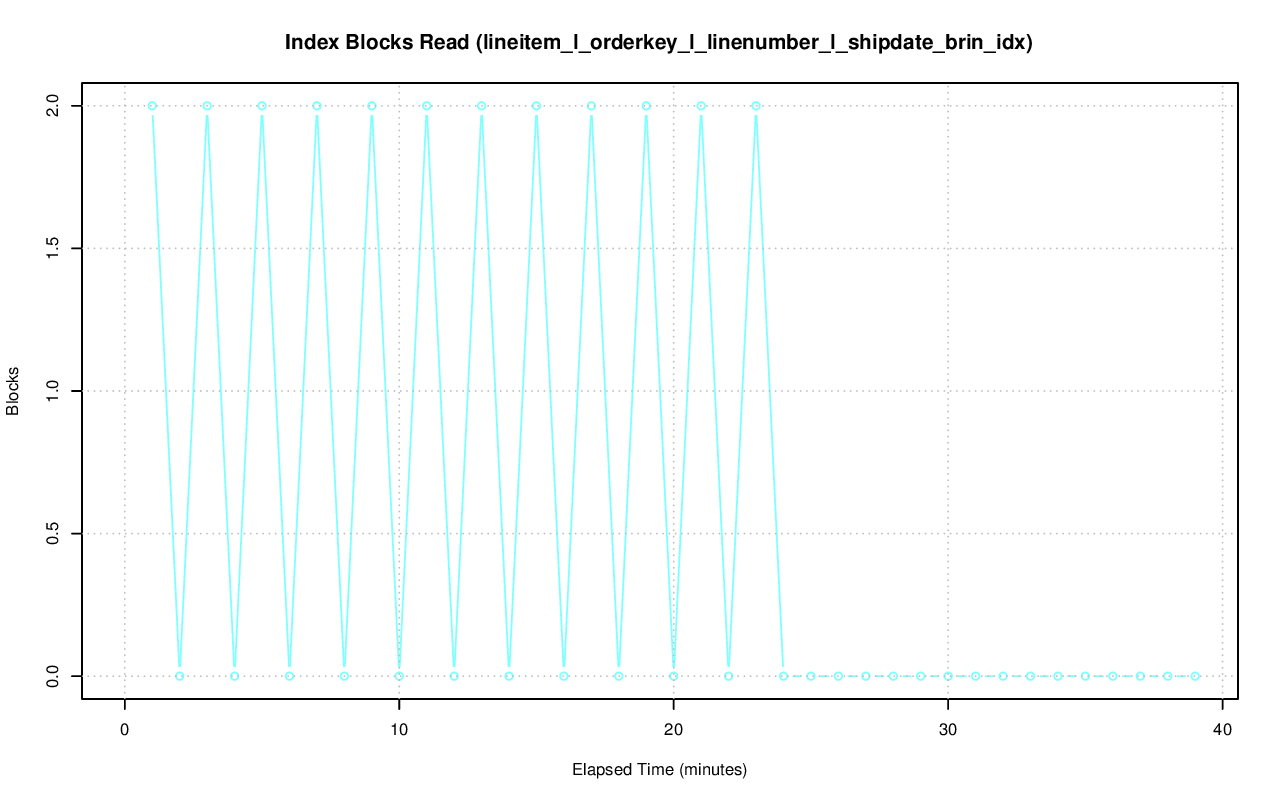 Index Blocks Read (lineitem_l_orderkey_l_linenumber_l_shipdate_brin_idx)
2.0
1.5
1.0
0.5
0.0
Blocks
0 10 20 30 40
Elapsed Time (minutes)